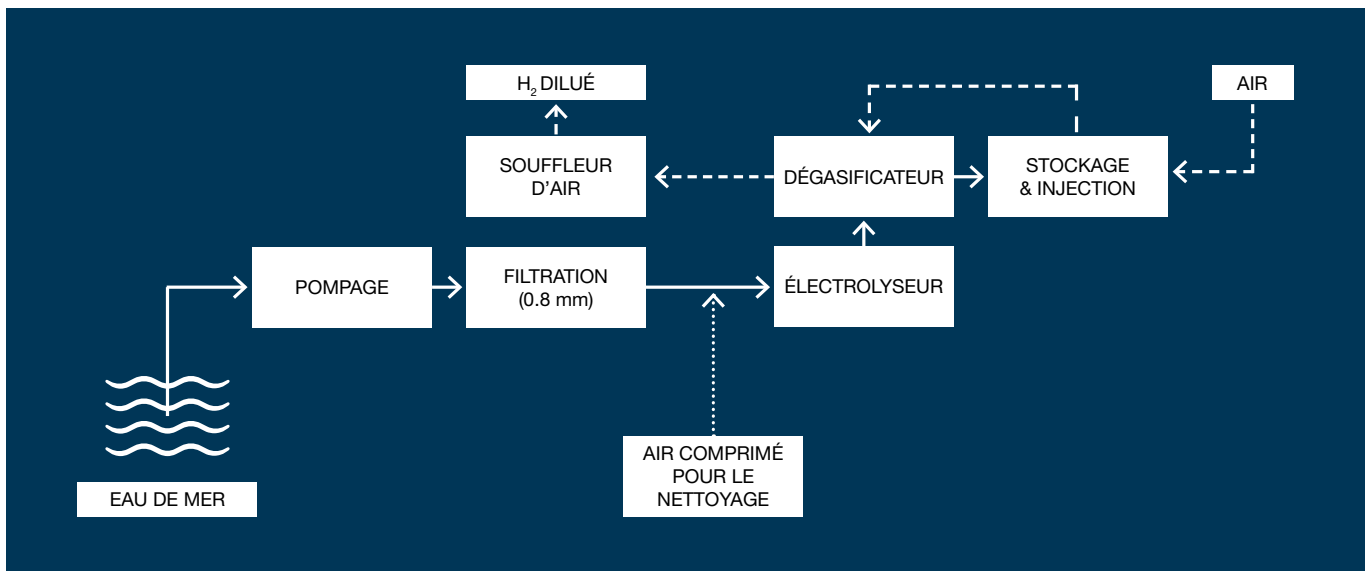 H₂ DILUÉ
AIR
SOUFFLEUR
D’AIR
DÉGASIFICATEUR
STOCKAGE
& INJECTION
POMPAGE
FILTRATION
(0.8 mm)
ÉLECTROLYSEUR
AIR COMPRIMÉ
POUR LE
NETTOYAGE
EAU DE MER